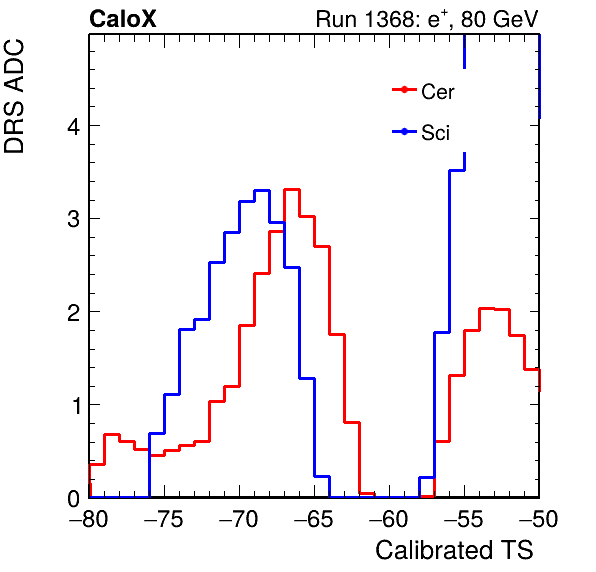 CaloX Run 1368: e⁺, 80 GeV
DRS ADC
Cer
Sci
4
3
2
1
0
−80 −75 −70 −65 −60 −55 −50
Calibrated TS